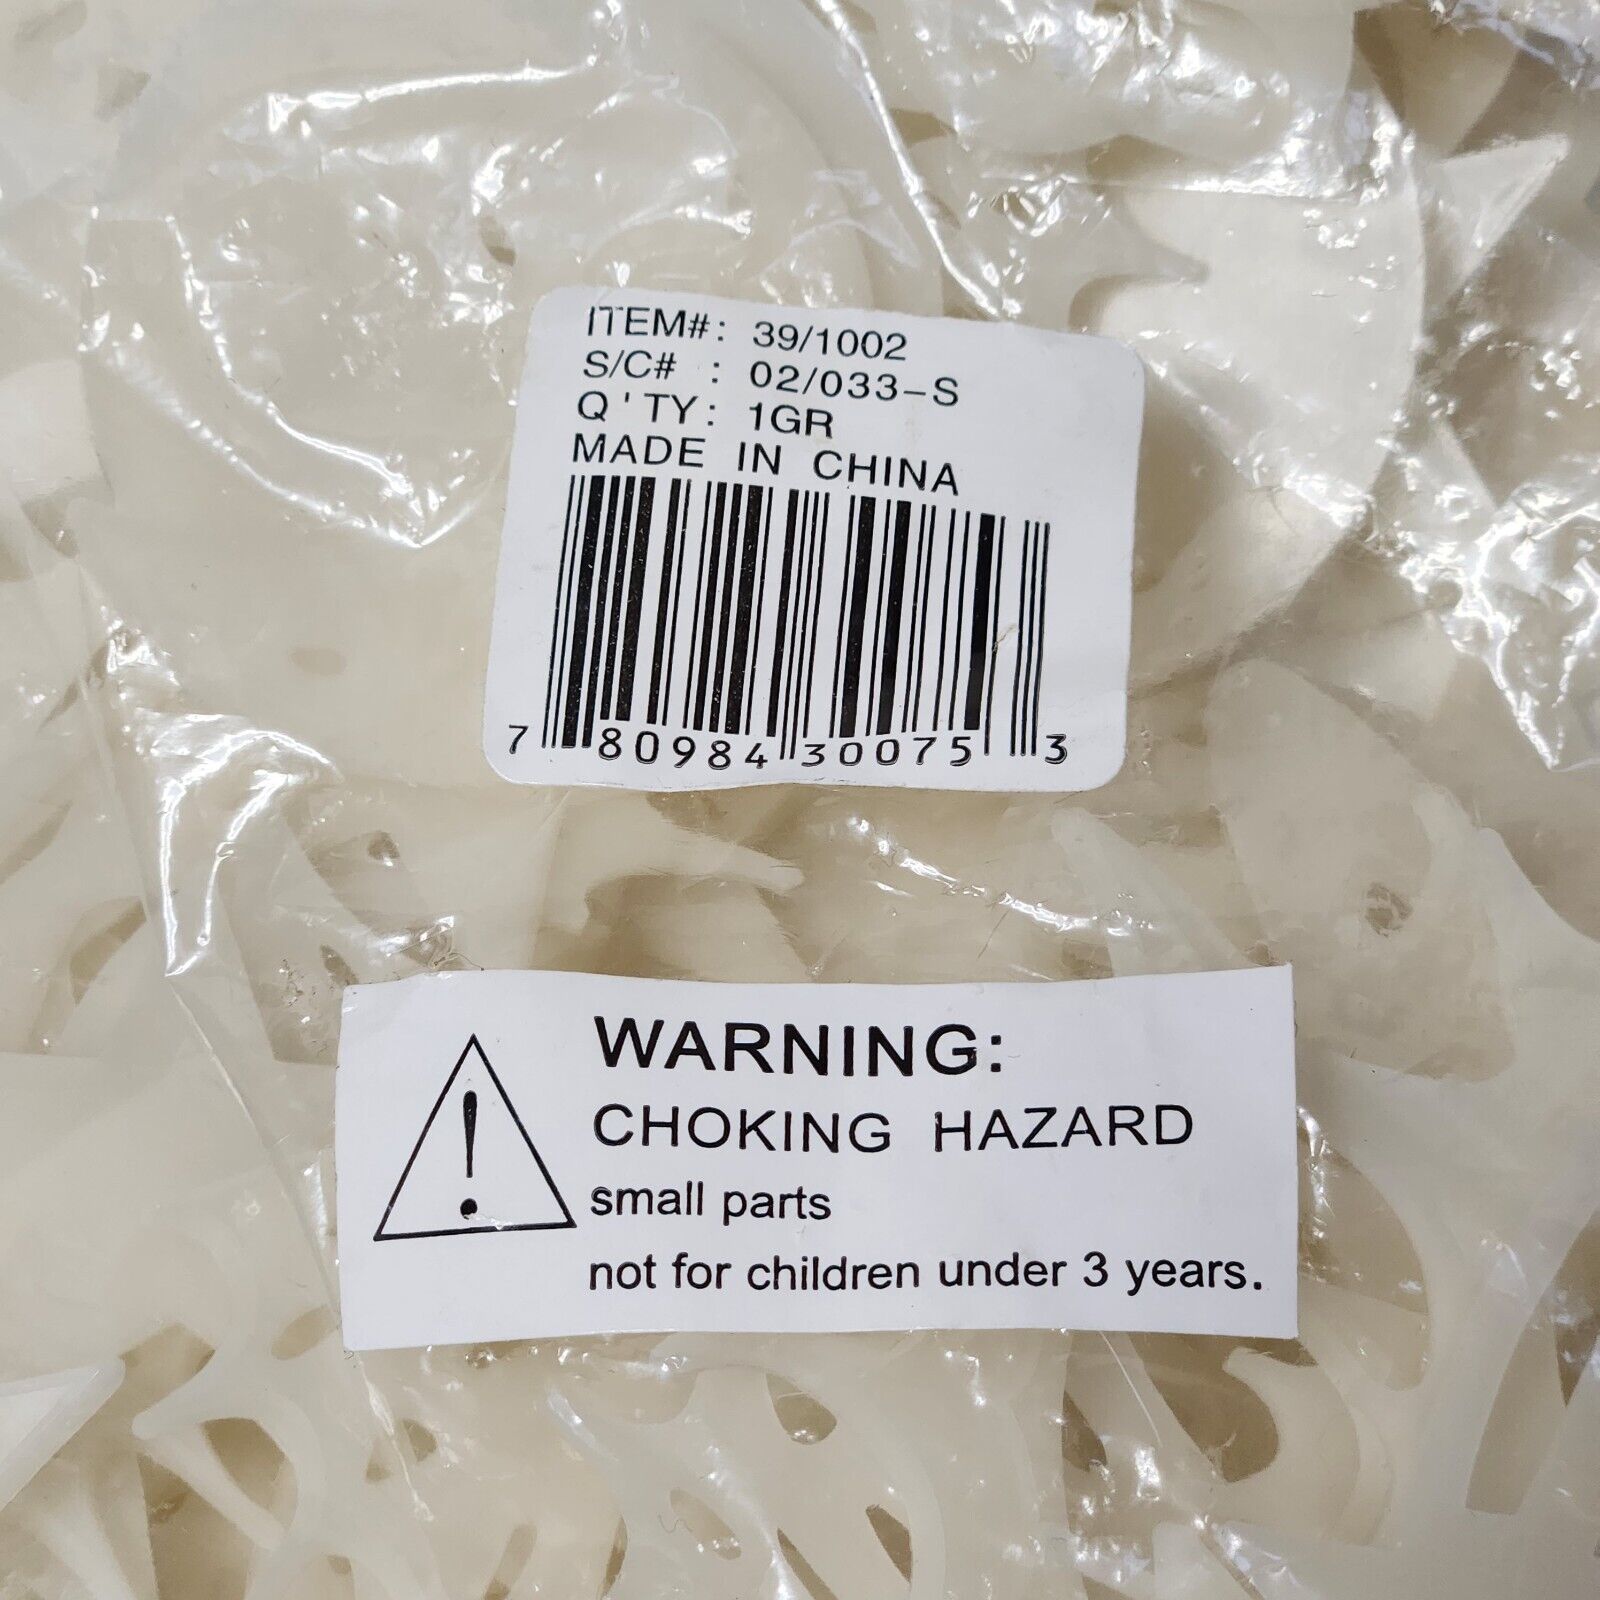 ITEM#: 39/1002
S/C# : 02/033-S
Q'TY: 1GR
MADE IN CHINA
7 80984 30075 3
WARNING:
CHOKING HAZARD
small parts
not for children under 3 years.